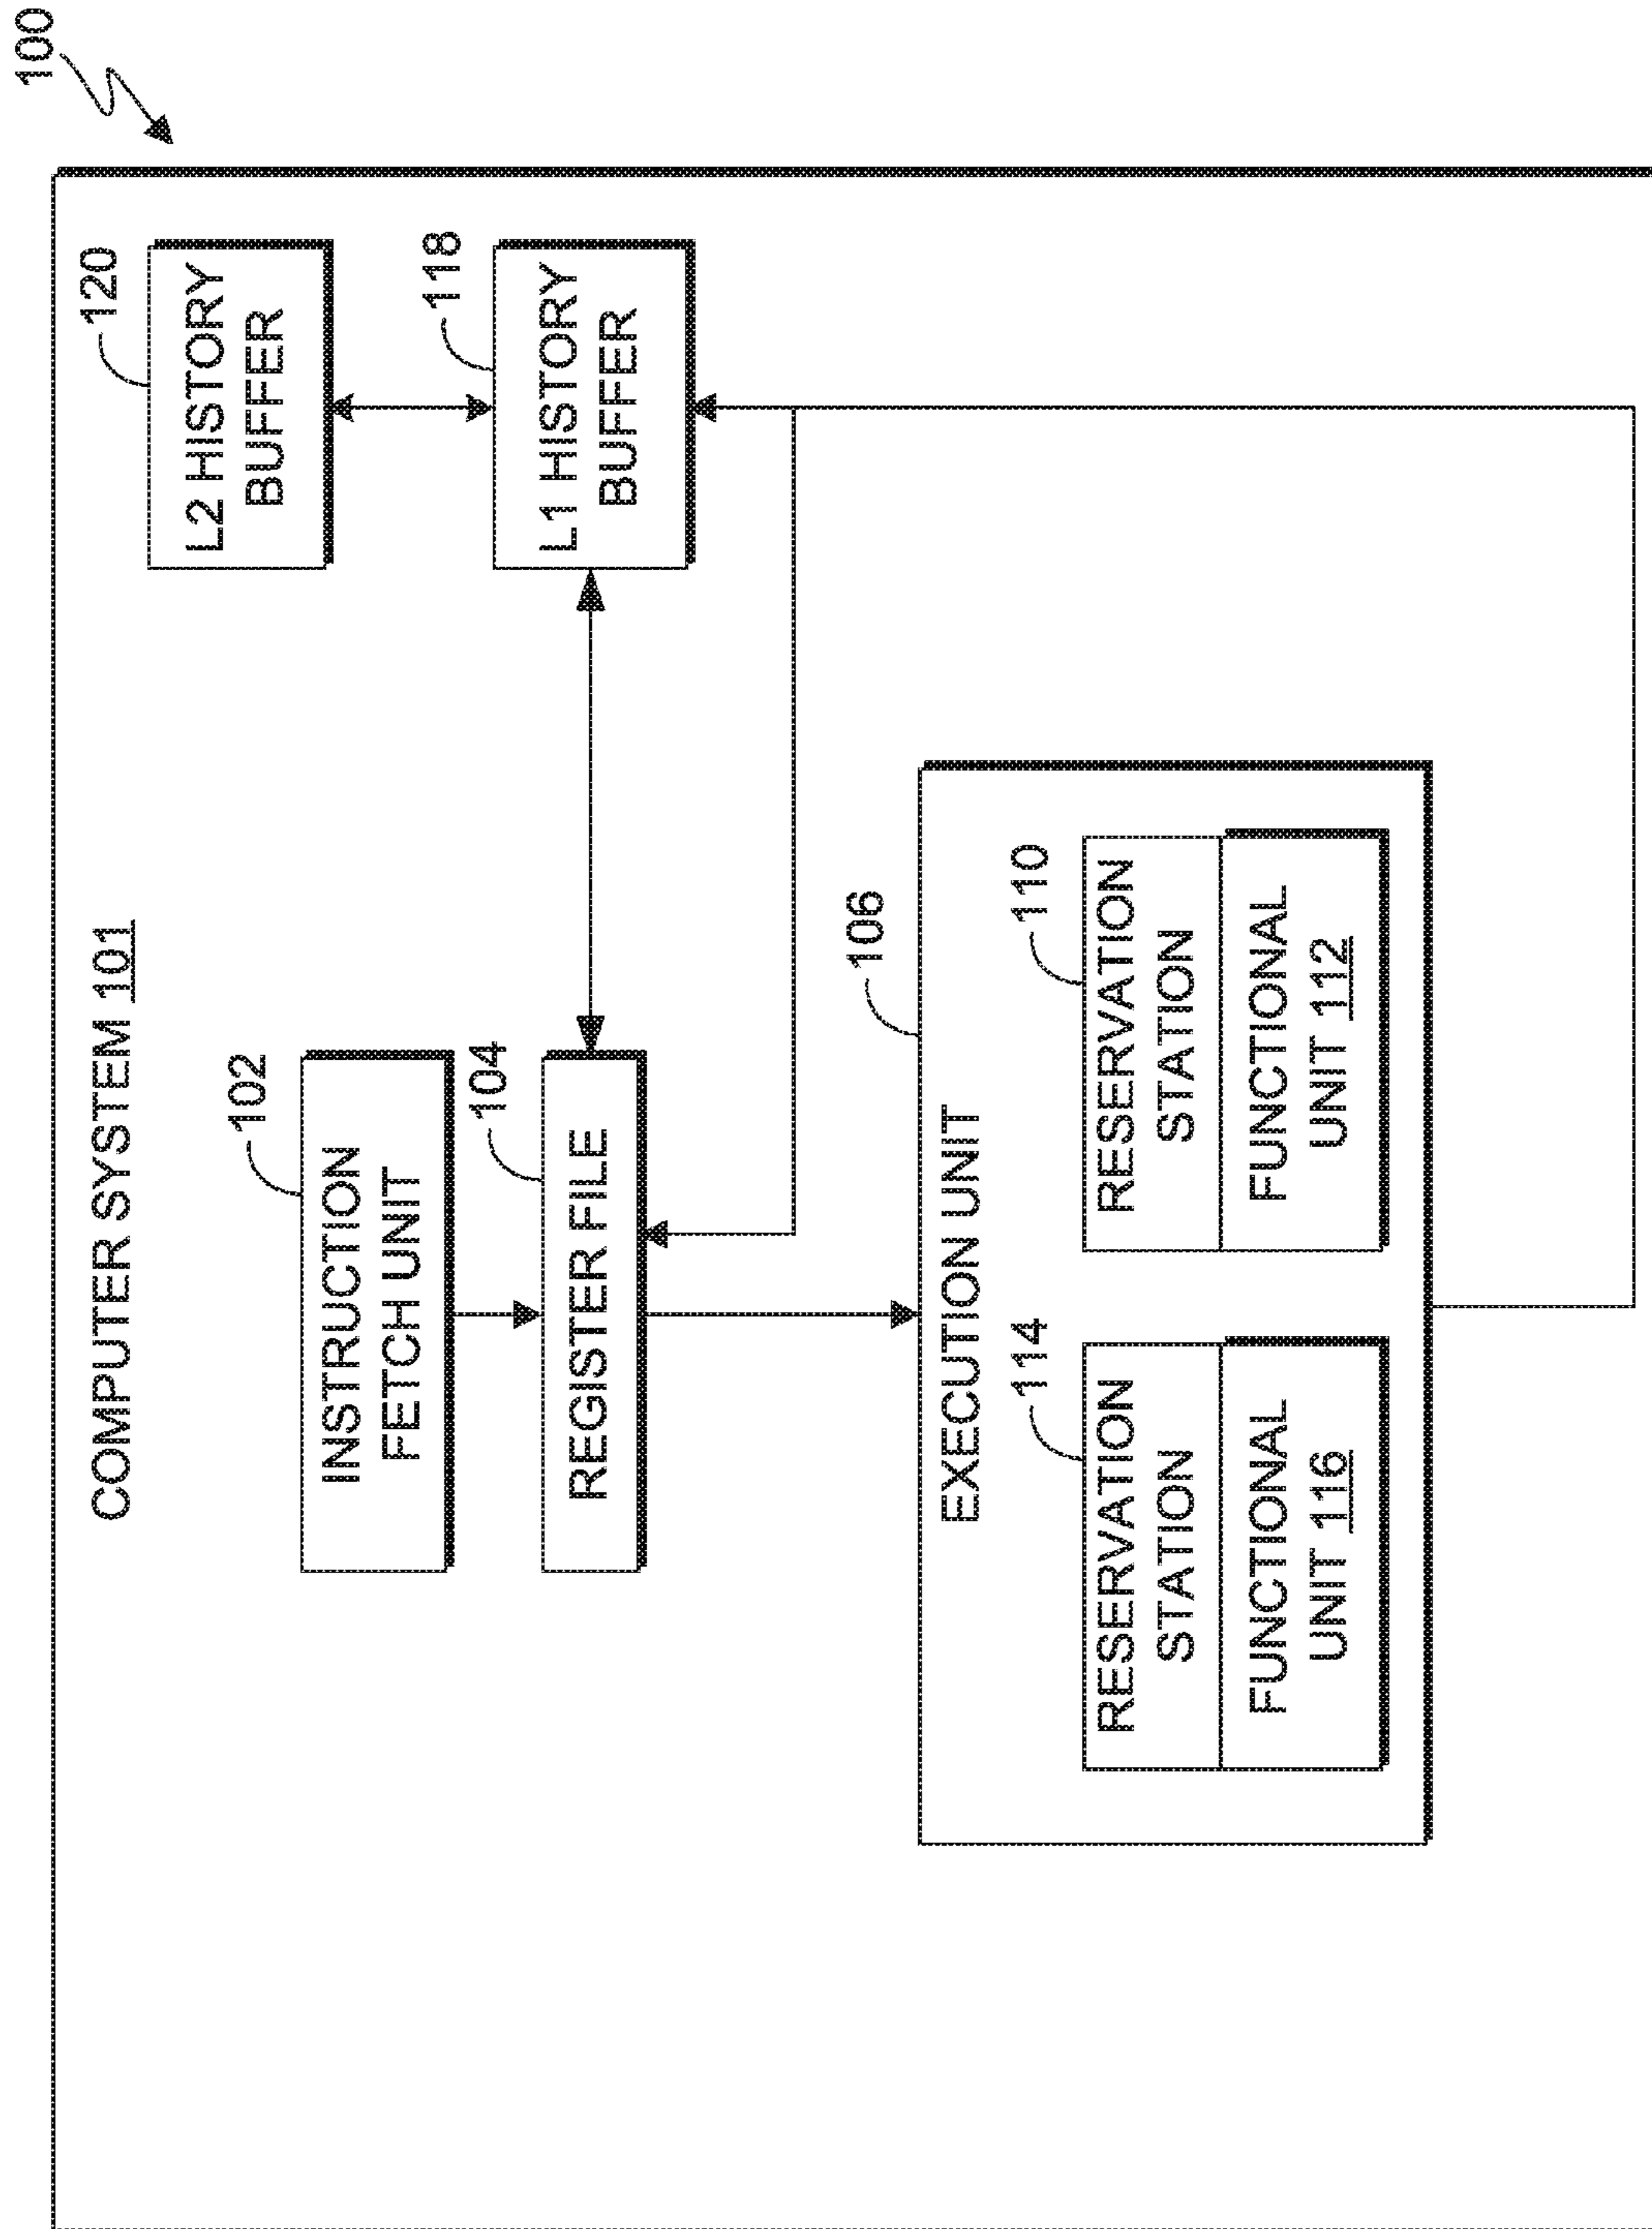 100
COMPUTER SYSTEM 101
102
INSTRUCTION
FETCH UNIT
104
REGISTER FILE
120
L2 HISTORY
BUFFER
118
L1 HISTORY
BUFFER
106
EXECUTION UNIT
114
RESERVATION
STATION
FUNCTIONAL
UNIT 116
110
RESERVATION
STATION
FUNCTIONAL
UNIT 112